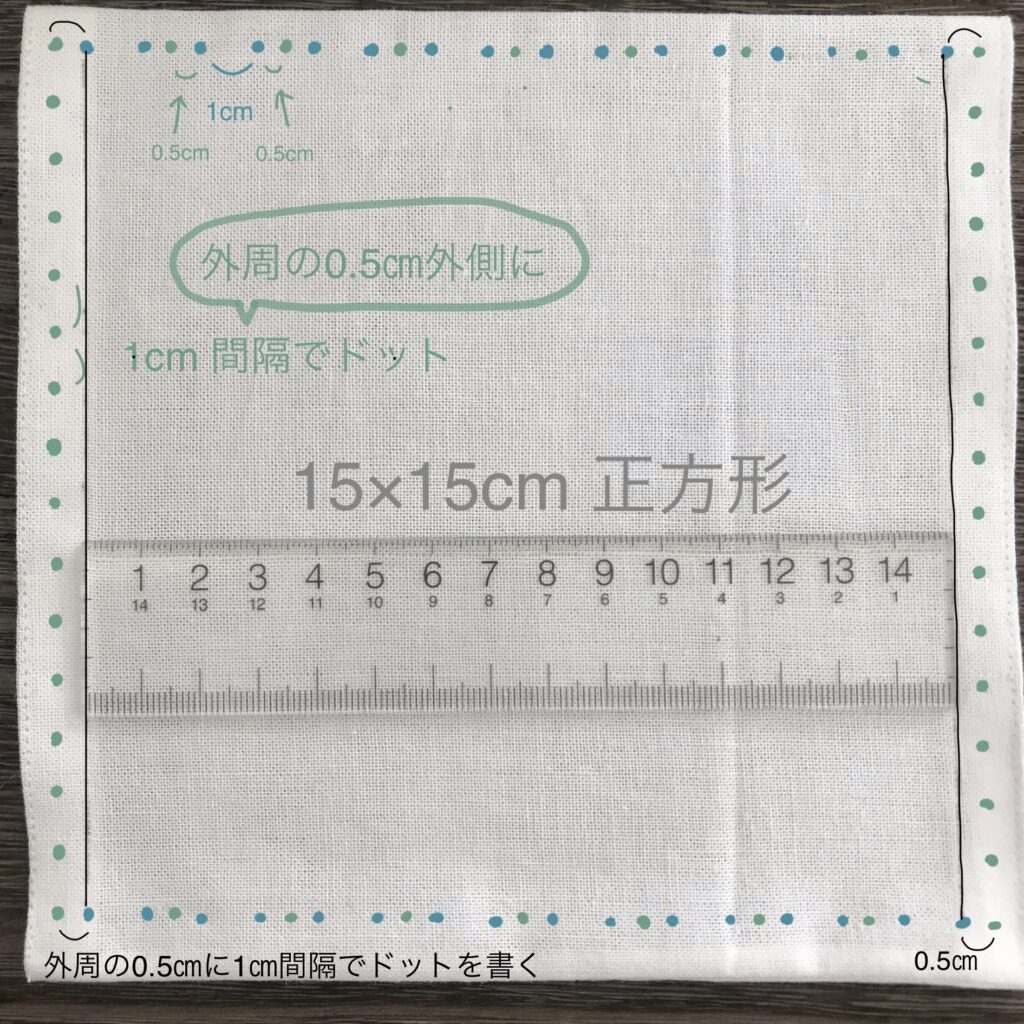 1cm
0.5cm 0.5cm
外周の0.5㎝外側に
1cm 間隔でドット
15×15cm 正方形
1 2 3 4 5 6 7 8 9 10 11 12 13 14
14 13 12 11 10 9 8 7 6 5 4 3 2 1
外周の0.5㎝に1㎝間隔でドットを書く
0.5㎝